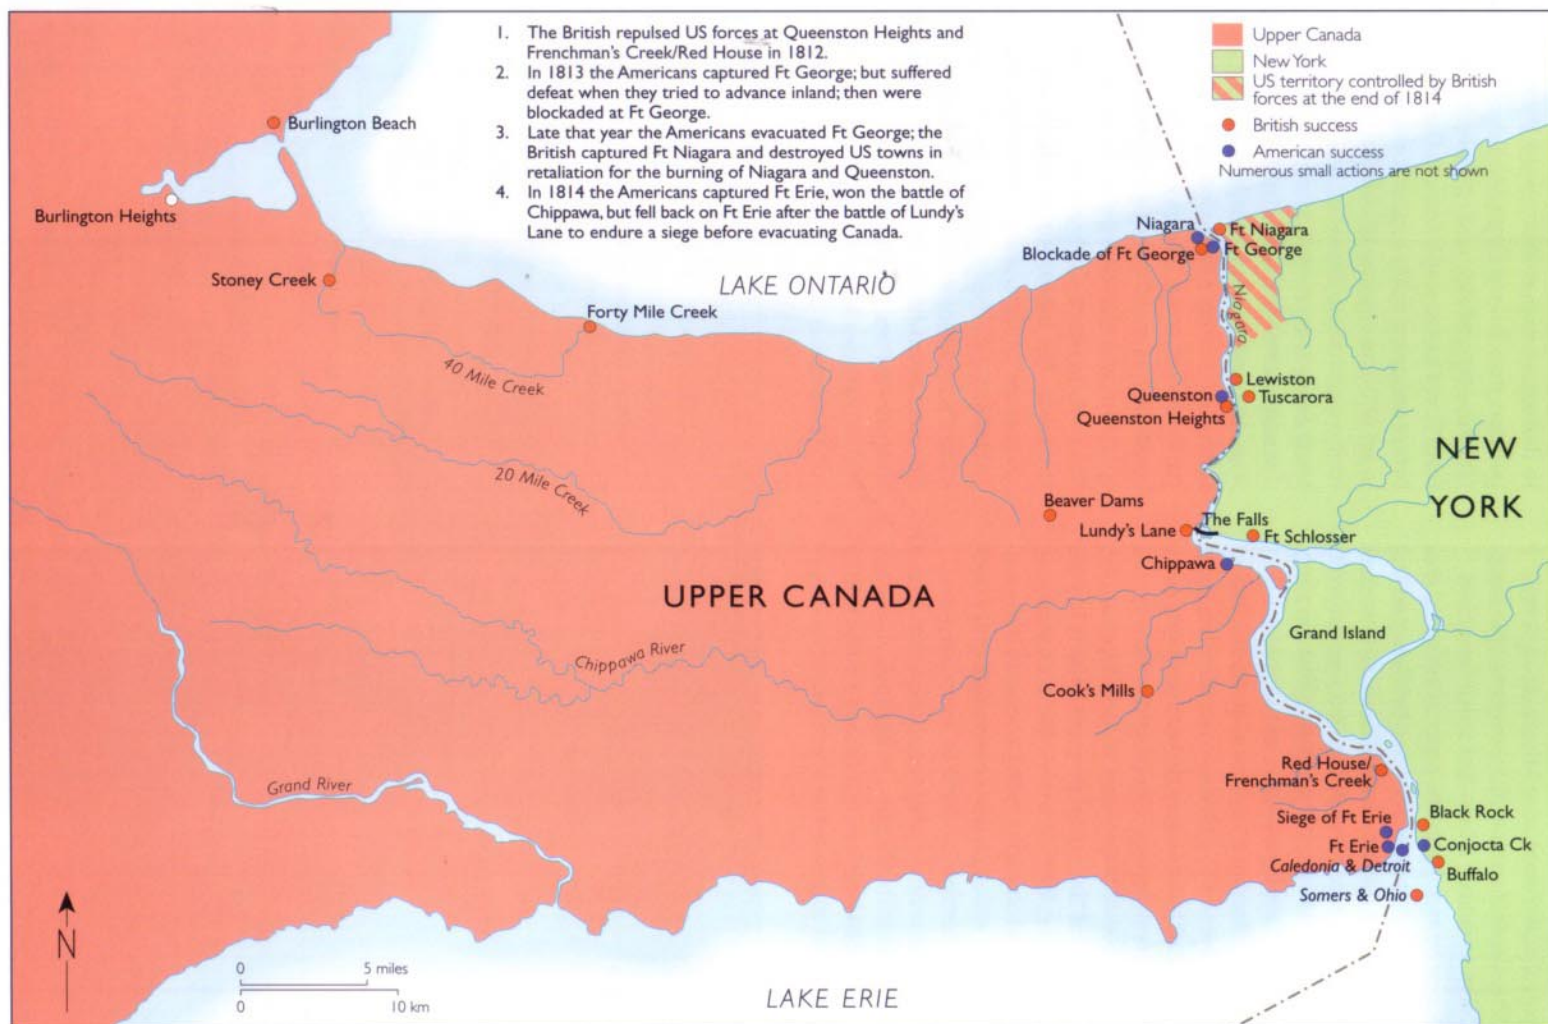 1. The British repulsed US forces at Queenston Heights and
Frenchman's Creek/Red House in 1812.
2. In 1813 the Americans captured Ft George; but suffered
defeat when they tried to advance inland; then were
blockaded at Ft George.
3. Late that year the Americans evacuated Ft George; the
British captured Ft Niagara and destroyed US towns in
retaliation for the burning of Niagara and Queenston.
4. In 1814 the Americans captured Ft Erie, won the battle of
Chippawa, but fell back on Ft Erie after the battle of Lundy's
Lane to endure a siege before evacuating Canada.
Upper Canada
New York
US territory controlled by British
forces at the end of 1814
British success
American success
Numerous small actions are not shown
Burlington Beach
Burlington Heights
Stoney Creek
Forty Mile Creek
LAKE ONTARIO
Niagara
Ft Niagara
Blockade of Ft George
Ft George
Niagara
40 Mile Creek
20 Mile Creek
Lewiston
Queenston
Tuscarora
Queenston Heights
NEW
YORK
Beaver Dams
Lundy's Lane
The Falls
Ft Schlosser
Chippawa
UPPER CANADA
Grand Island
Chippawa River
Cook's Mills
Grand River
Red House/
Frenchman's Creek
Siege of Ft Erie
Black Rock
Ft Erie
Conjocta Ck
Caledonia & Detroit
Buffalo
Somers & Ohio
N
0 5 miles
0 10 km
LAKE ERIE